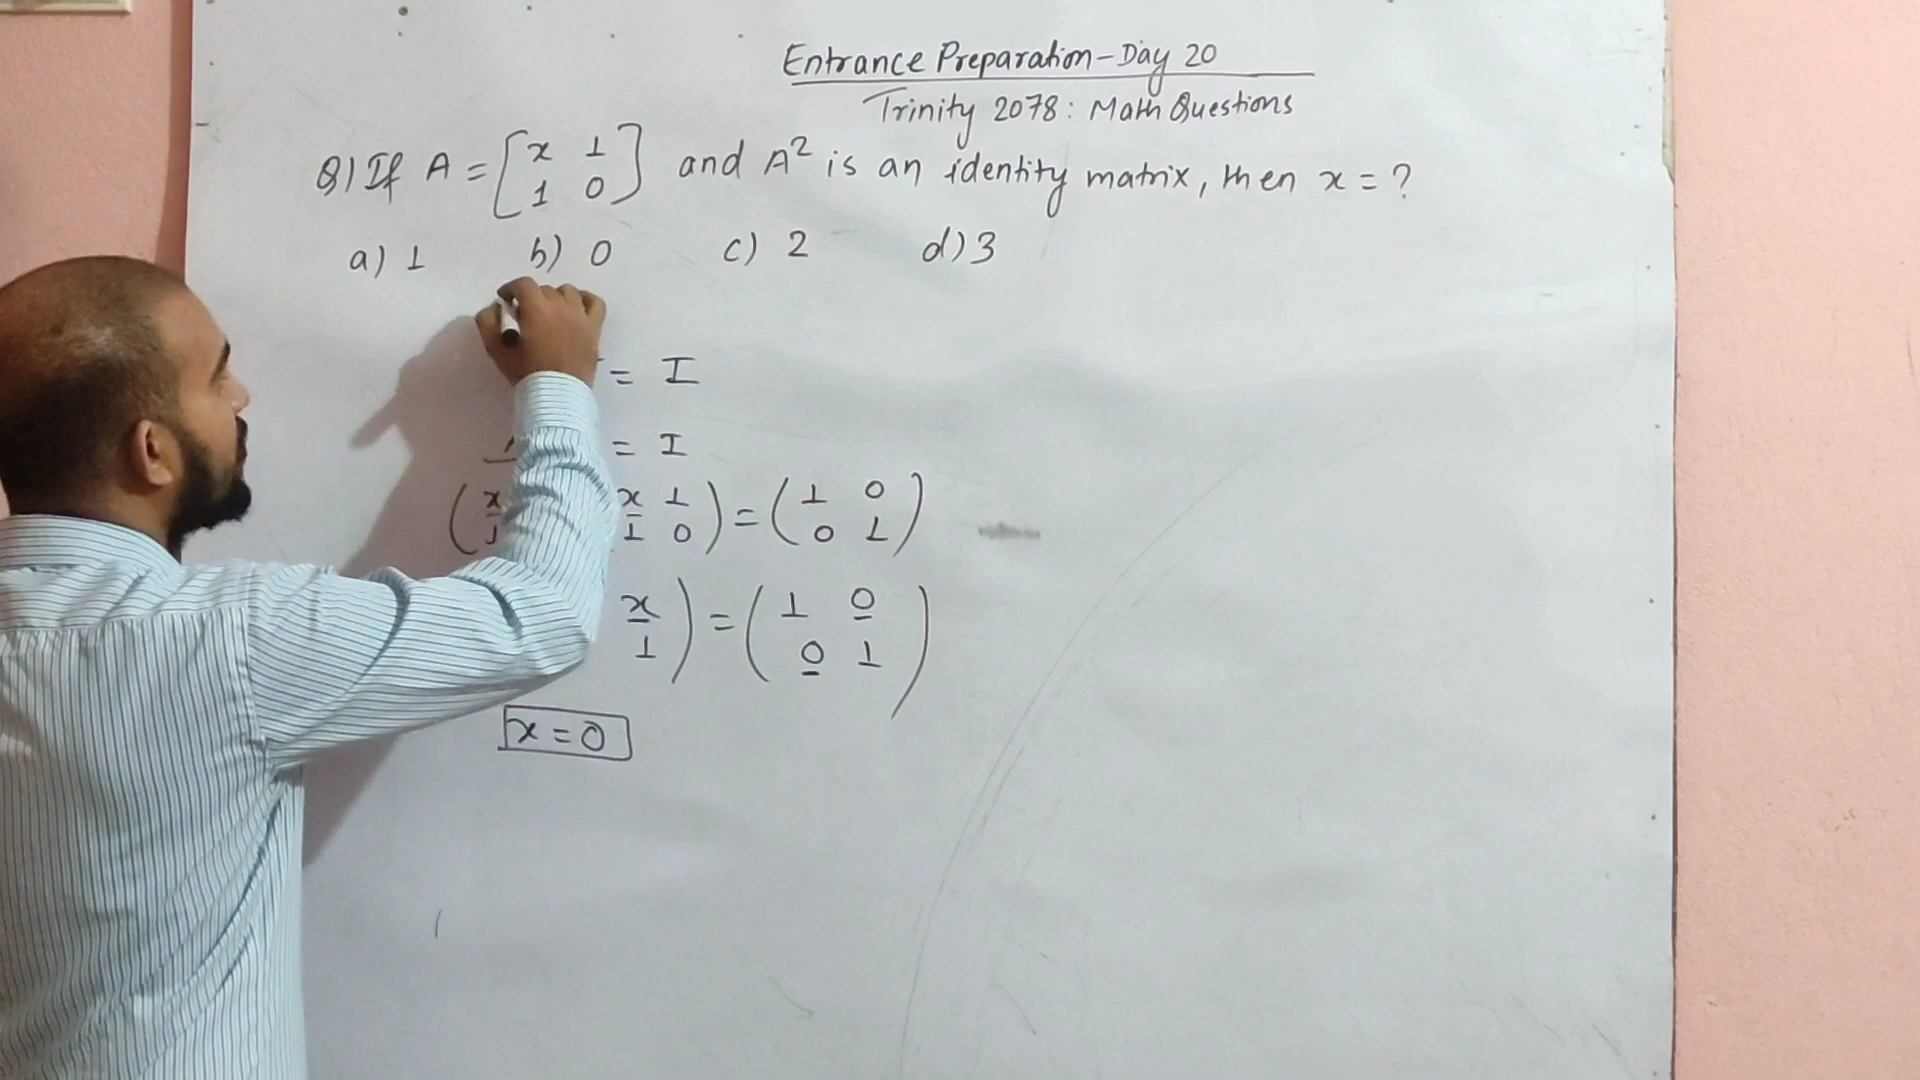 Entrance Preparation-Day 20
Trinity 2078: Math Questions
Q) If A = [x 1
1 0] and A² is an identity matrix, then x = ?
a) 1 b) 0 c) 2 d) 3
= I
= I
(x x 1) = (1 0)
1 1 0 0 1
x) = (1 0)
1 0 1
x = 0